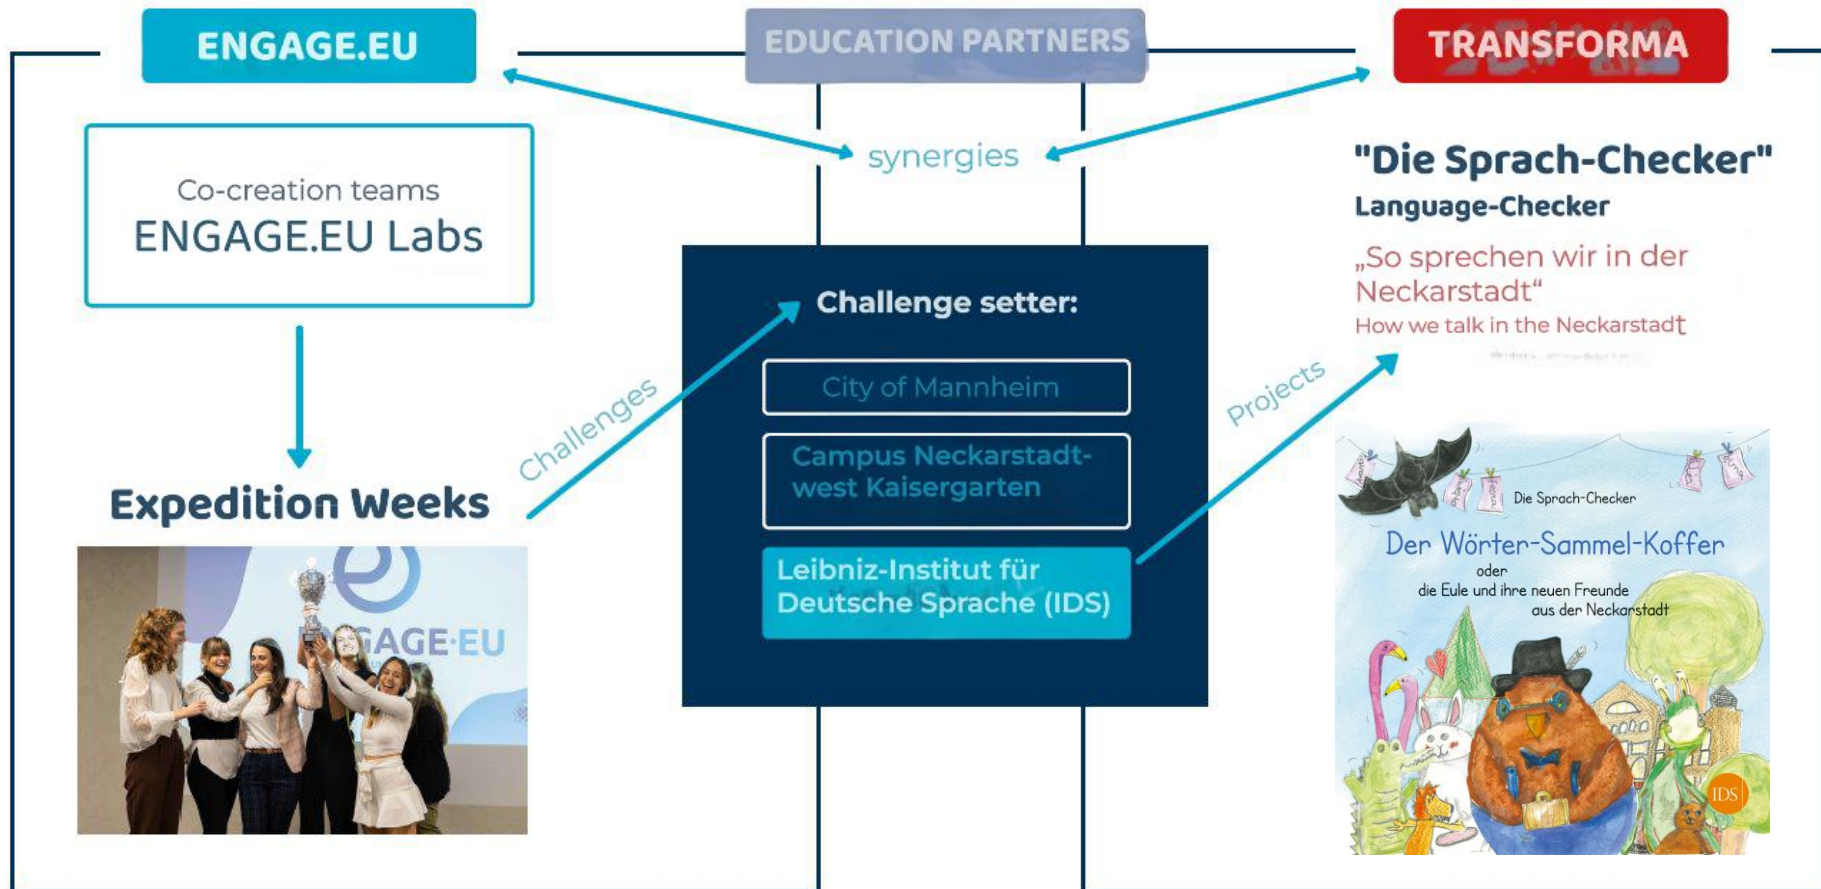 ENGAGE.EU
EDUCATION PARTNERS
TRANSFORMA
synergies
Co-creation teams
ENGAGE.EU Labs
Expedition Weeks
GAGE·EU
Challenges
Challenge setter:
City of Mannheim
Campus Neckarstadt-
west Kaisergarten
Leibniz-Institut für
Deutsche Sprache (IDS)
Projects
"Die Sprach-Checker"
Language-Checker
„So sprechen wir in der
Neckarstadt“
How we talk in the Neckarstadt
Die Sprach-Checker
Der Wörter-Sammel-Koffer
oder
die Eule und ihre neuen Freunde
aus der Neckarstadt
IDS